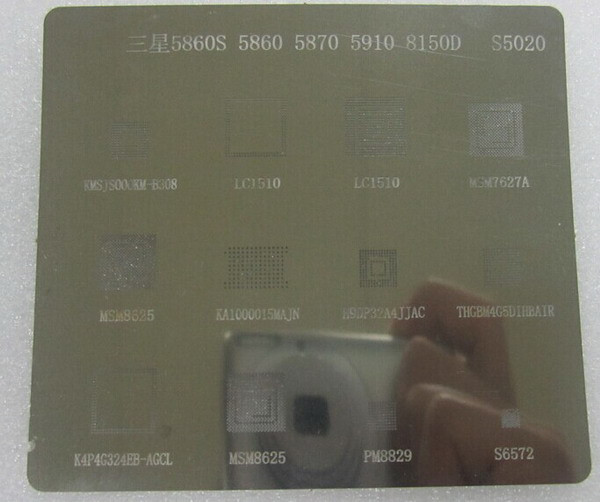 三星5860S 5860 5870 5910 8150D S5020
LC1510 LC1510 MSM7627A
MSM8625 KA1000015MAJN H9DP32A4JJAC THGBM4G5D1HBAIR
K4P4G324EB-AGCL MSM8625 PM8829 S6572